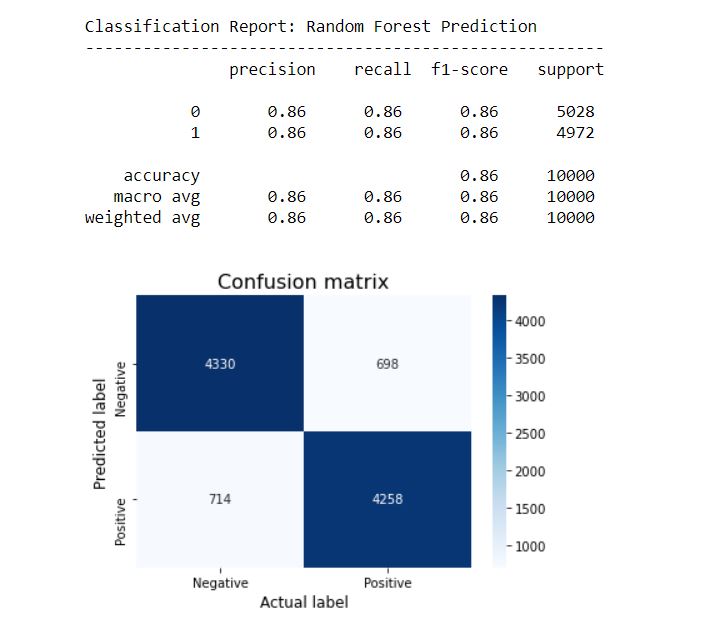 Classification Report: Random Forest Prediction
------------------------------------------------------
precision recall f1-score support
0 0.86 0.86 0.86 5028
1 0.86 0.86 0.86 4972
accuracy 0.86 10000
macro avg 0.86 0.86 0.86 10000
weighted avg 0.86 0.86 0.86 10000
Confusion matrix
4330 698
714 4258
Predicted label
Negative
Positive
Negative Positive
Actual label
4000
3500
3000
2500
2000
1500
1000